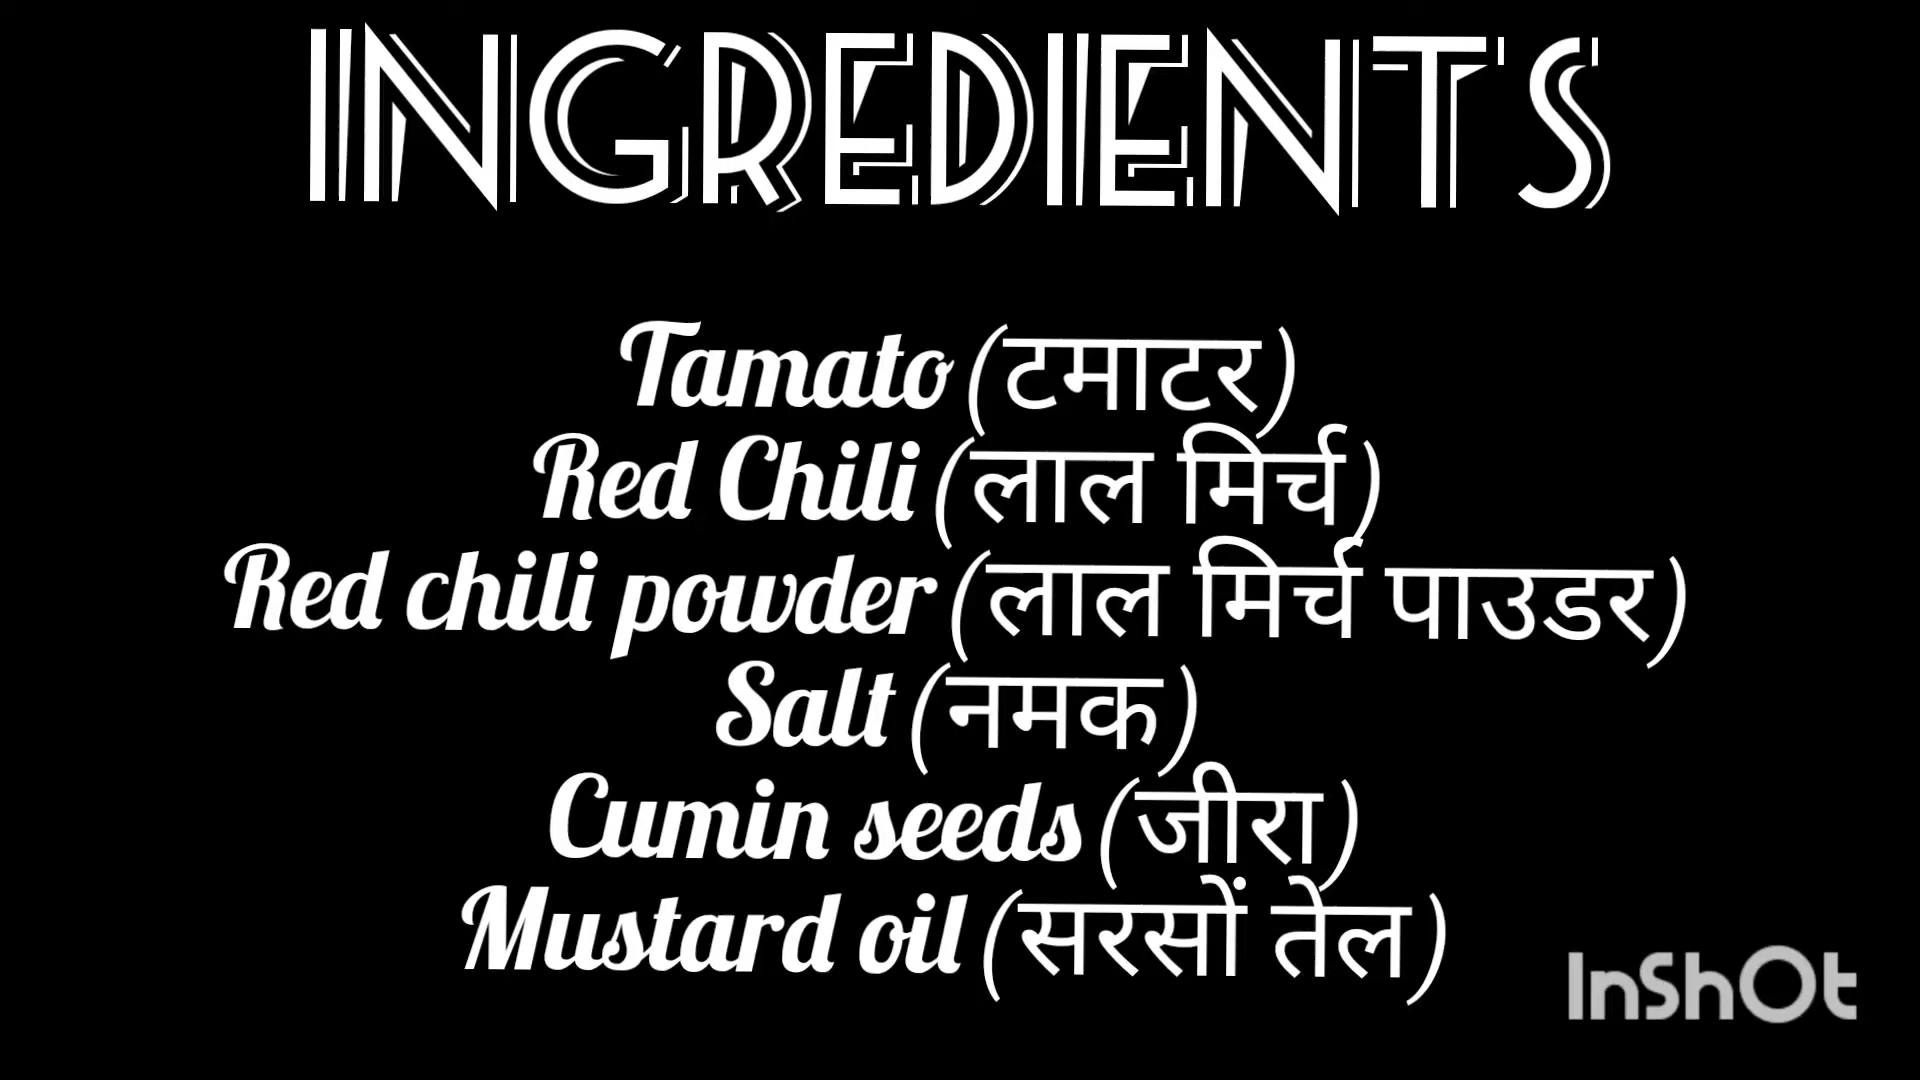 INGREDIENTS
Tamato (टमाटर)
Red Chili (लाल मिर्च)
Red chili powder (लाल मिर्च पाउडर)
Salt (नमक)
Cumin seeds (जीरा)
Mustard oil (सरसों तेल)
InShOt